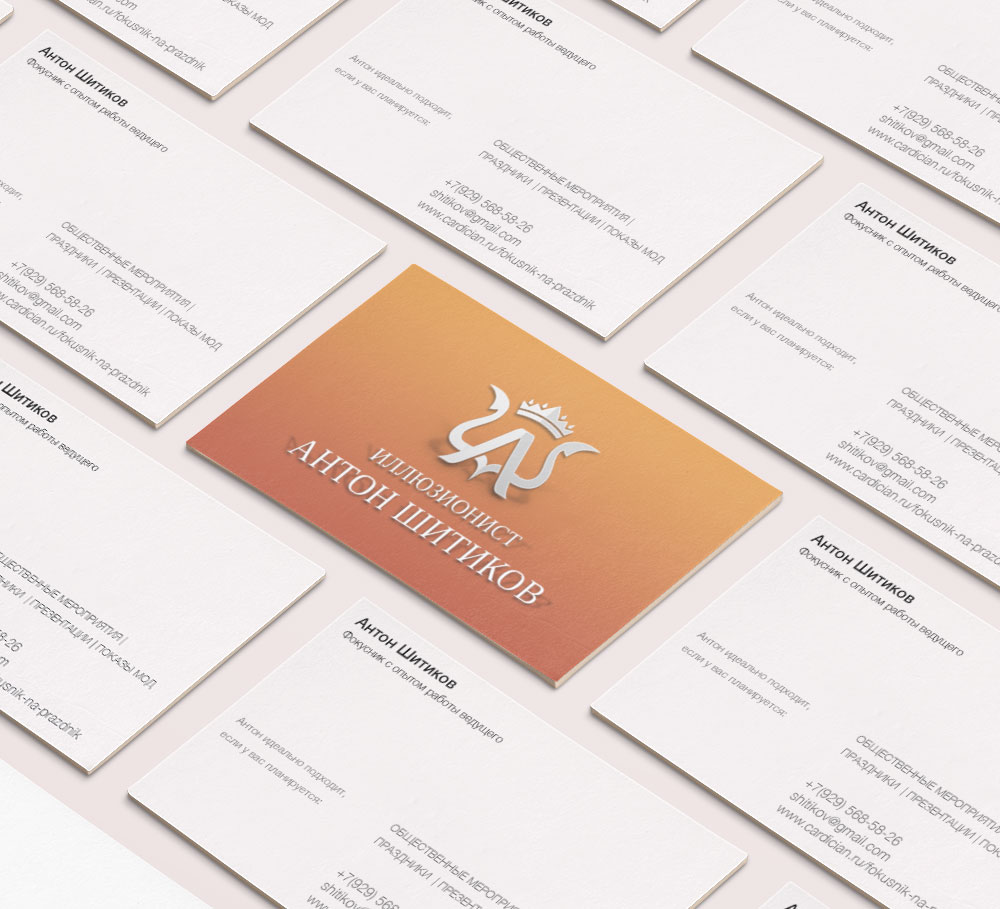 Антон Шитиков
Фокусник с опытом работы ведущего
Антон идеально подходит,
если у вас планируется:
ОБЩЕСТВЕННЫЕ МЕРОПРИЯТИЯ |
ПРАЗДНИКИ | ПРЕЗЕНТАЦИИ | ПОКАЗЫ МОД
+7(929) 568-58-26
shitikov@gmail.com
www.cardician.ru/fokusnik-na-prazdnik
ИЛЛЮЗИОНИСТ
АНТОН ШИТИКОВ